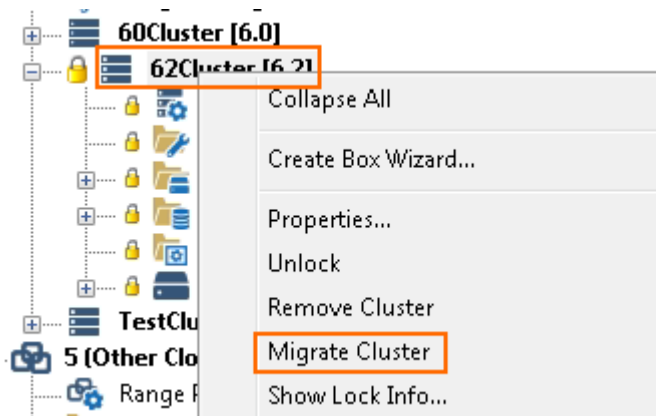 60Cluster [6.0]
62Cluster [6.2]
Collapse All
Create Box Wizard...
Properties...
Unlock
Remove Cluster
TestClu
Migrate Cluster
5 (Other Clo
Show Lock Info...
Range